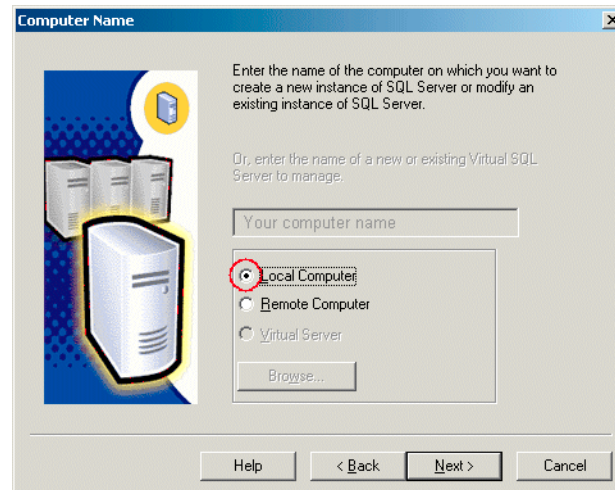 Computer Name
Enter the name of the computer on which you want to
create a new instance of SQL Server or modify an
existing instance of SQL Server.
Or, enter the name of a new or existing Virtual SQL
Server to manage.
Your computer name
Local Computer
Remote Computer
Virtual Server
Browse...
Help
< Back
Next >
Cancel